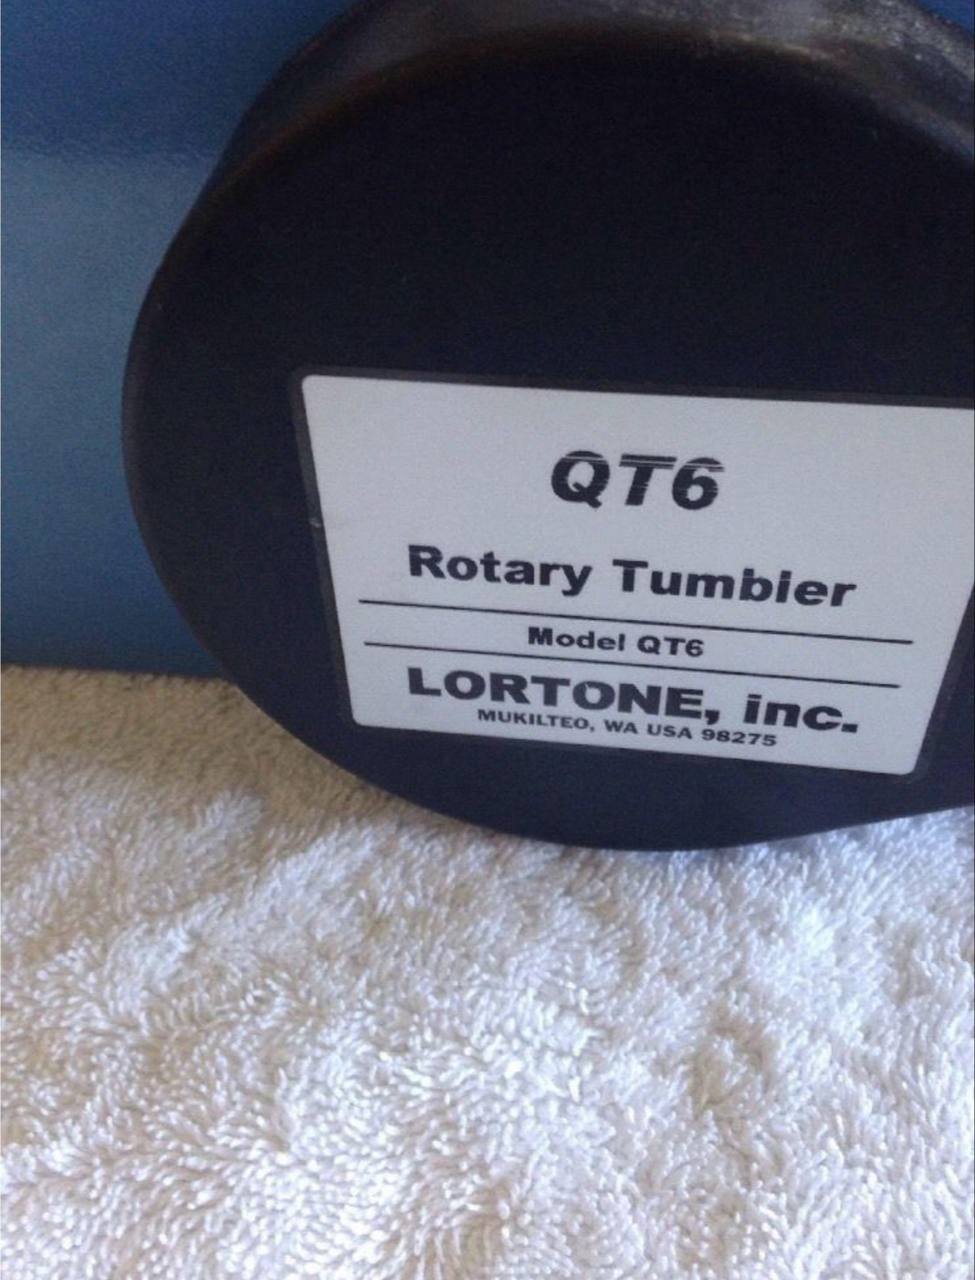 QT6
Rotary Tumbler
Model QT6
LORTONE, inc.
MUKILTEO, WA USA 98275